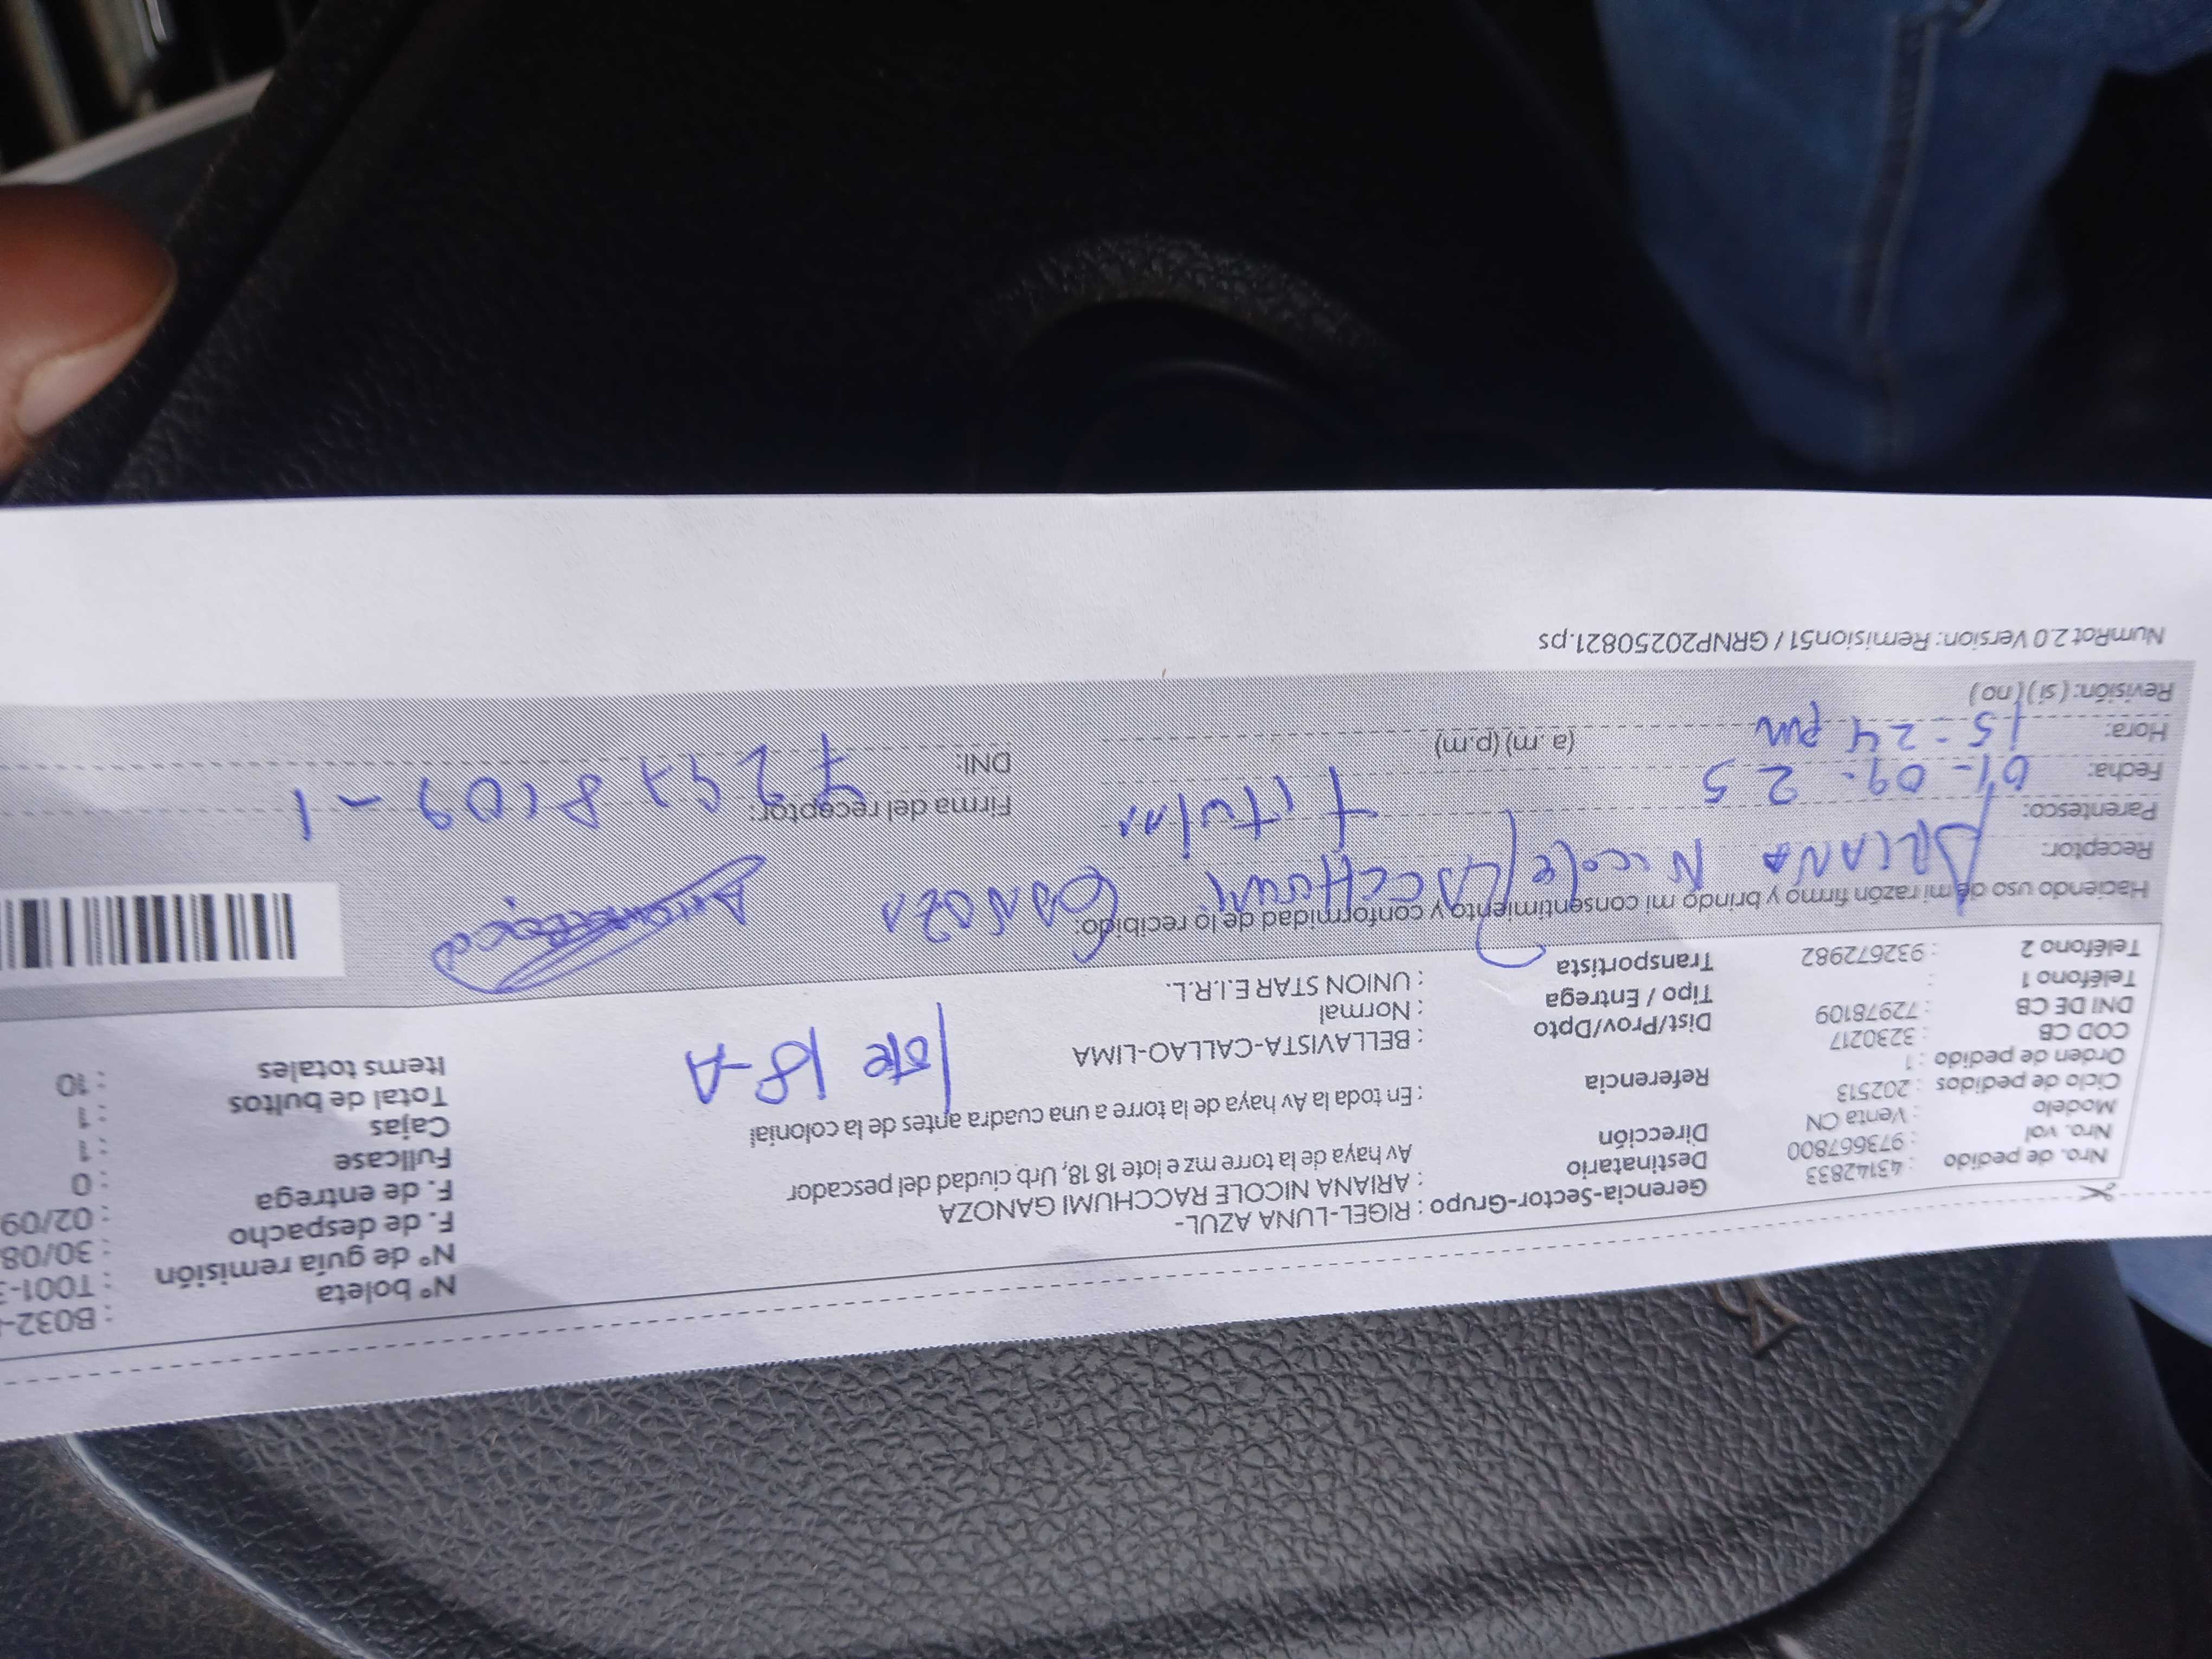 Nro. de pedido : 43142833
Nro. vol : 973667800
Modelo : Venta CN
Ciclo de pedidos : 202513
Orden de pedido : 1
COD CB : 3230217
DNI DE CB : 72978109
Teléfono 1 :
Teléfono 2 : 932672982
Gerencia-Sector-Grupo : RIGEL-LUNA AZUL-
Destinatario : ARIANA NICOLE RACCHUMI GANOZA
Dirección Av haya de la torre mz e lote 18 18, Urb. ciudad del pescador
Referencia : En toda la Av haya de la torre a una cuadra antes de la colonial
Dist/Prov/Dpto : BELLAVISTA-CALLAO-LIMA
Tipo / Entrega : Normal
Transportista : UNION STAR E.I.R.L.
lote 18-A
N° boleta : B032-
N° de guía remisión : T001-
F. de despacho : 30/08
F. de entrega : 02/09
Fullcase : 0
Cajas : 1
Total de bultos : 1
Items totales : 10
Haciendo uso de mi razón firmo y brindo mi consentimiento y conformidad de lo recibido:
Receptor: ARIANA Nicole RACCHUMI GANOZA
Parentesco: Titular
Firma del receptor:
Fecha: 01-09-25
Hora: 15-24 pm (a.m) (p.m)
DNI: 72978109-1
Revisión: (si) (no)
NumRot 2.0 Version: Remision51 / GRNP20250821.ps